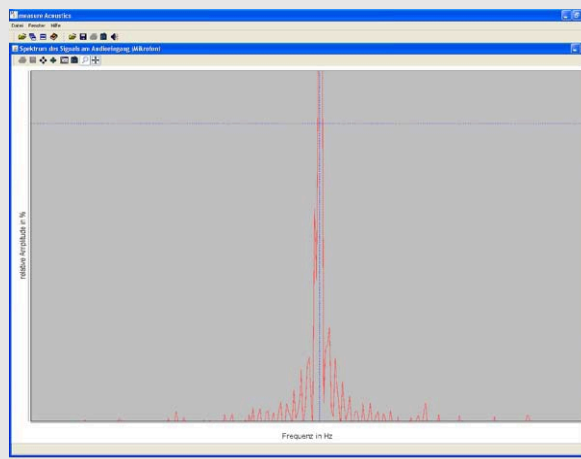 measure Acoustics
Datei Fenster Hilfe
Spektrum des Signals am Audioeingang (Mikrofon)
relative Amplitude in %
Frequenz in Hz